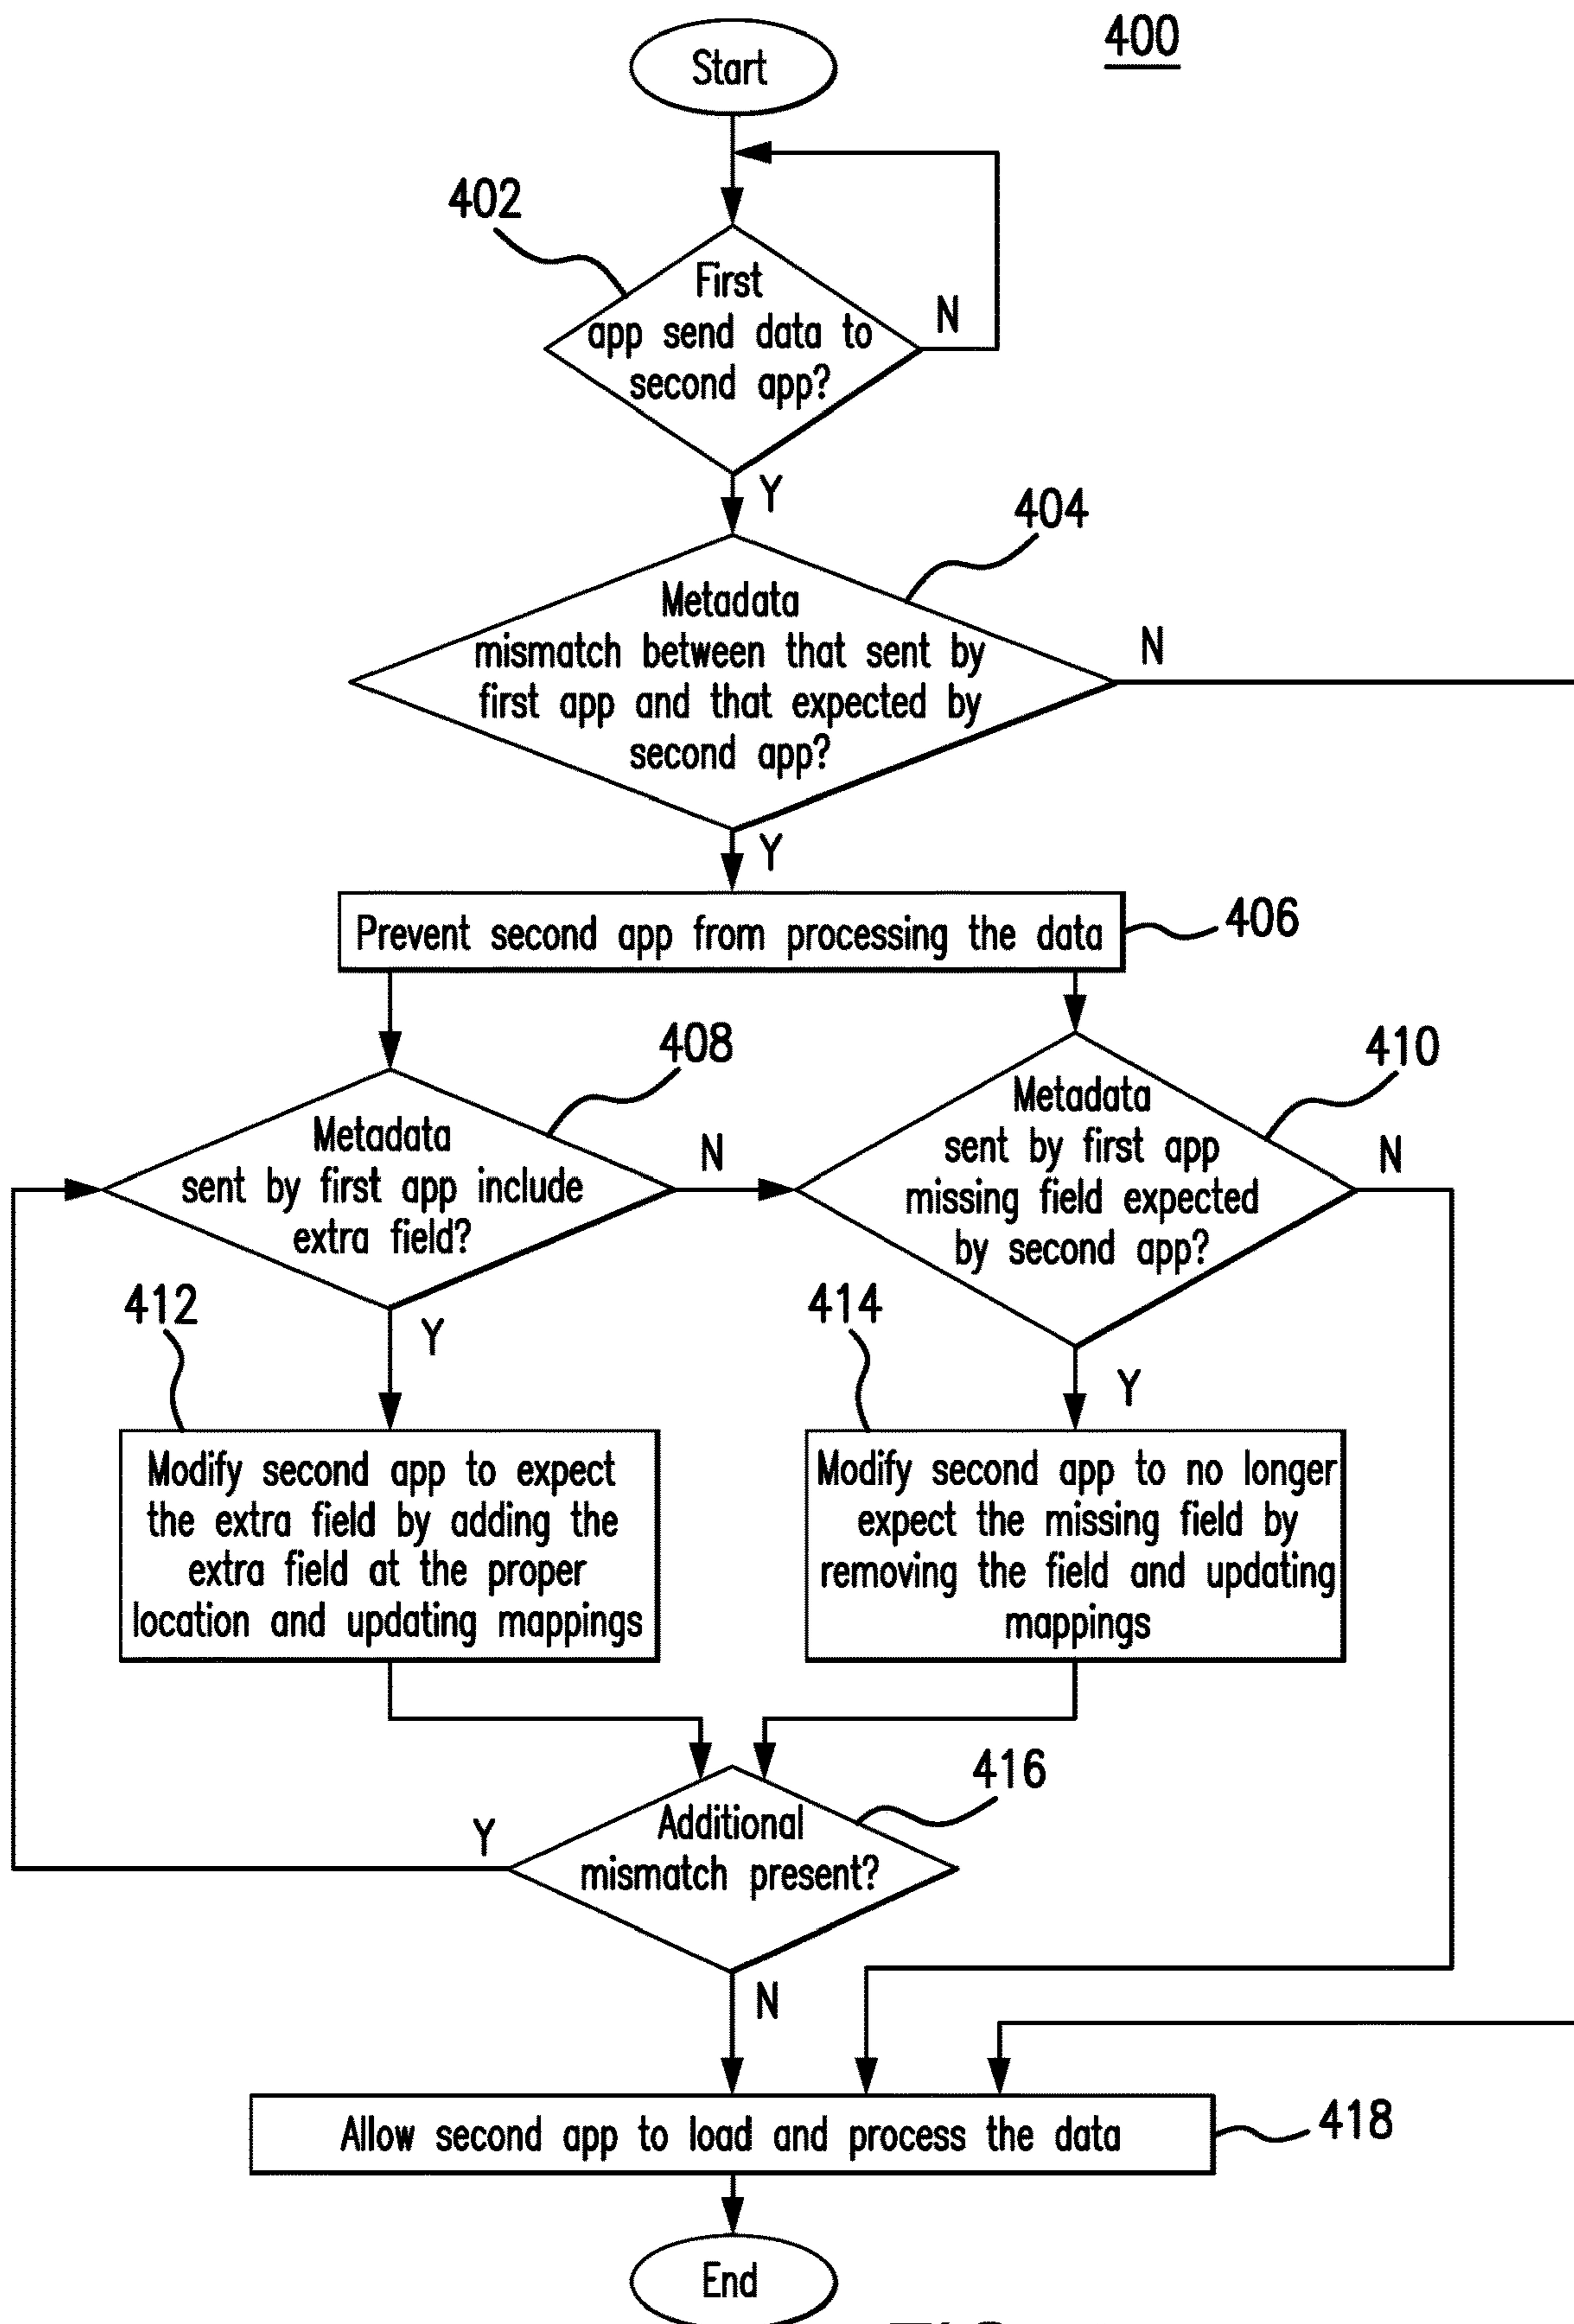 400
Start
402
First
app send data to
second app?
N
Y
404
Metadata
mismatch between that sent by
first app and that expected by
second app?
N
Y
Prevent second app from processing the data
406
408
Metadata
sent by first app include
extra field?
N
Y
410
Metadata
sent by first app
missing field expected
by second app?
N
Y
412
Modify second app to expect
the extra field by adding the
extra field at the proper
location and updating mappings
414
Modify second app to no longer
expect the missing field by
removing the field and updating
mappings
416
Additional
mismatch present?
Y
N
Allow second app to load and process the data
418
End